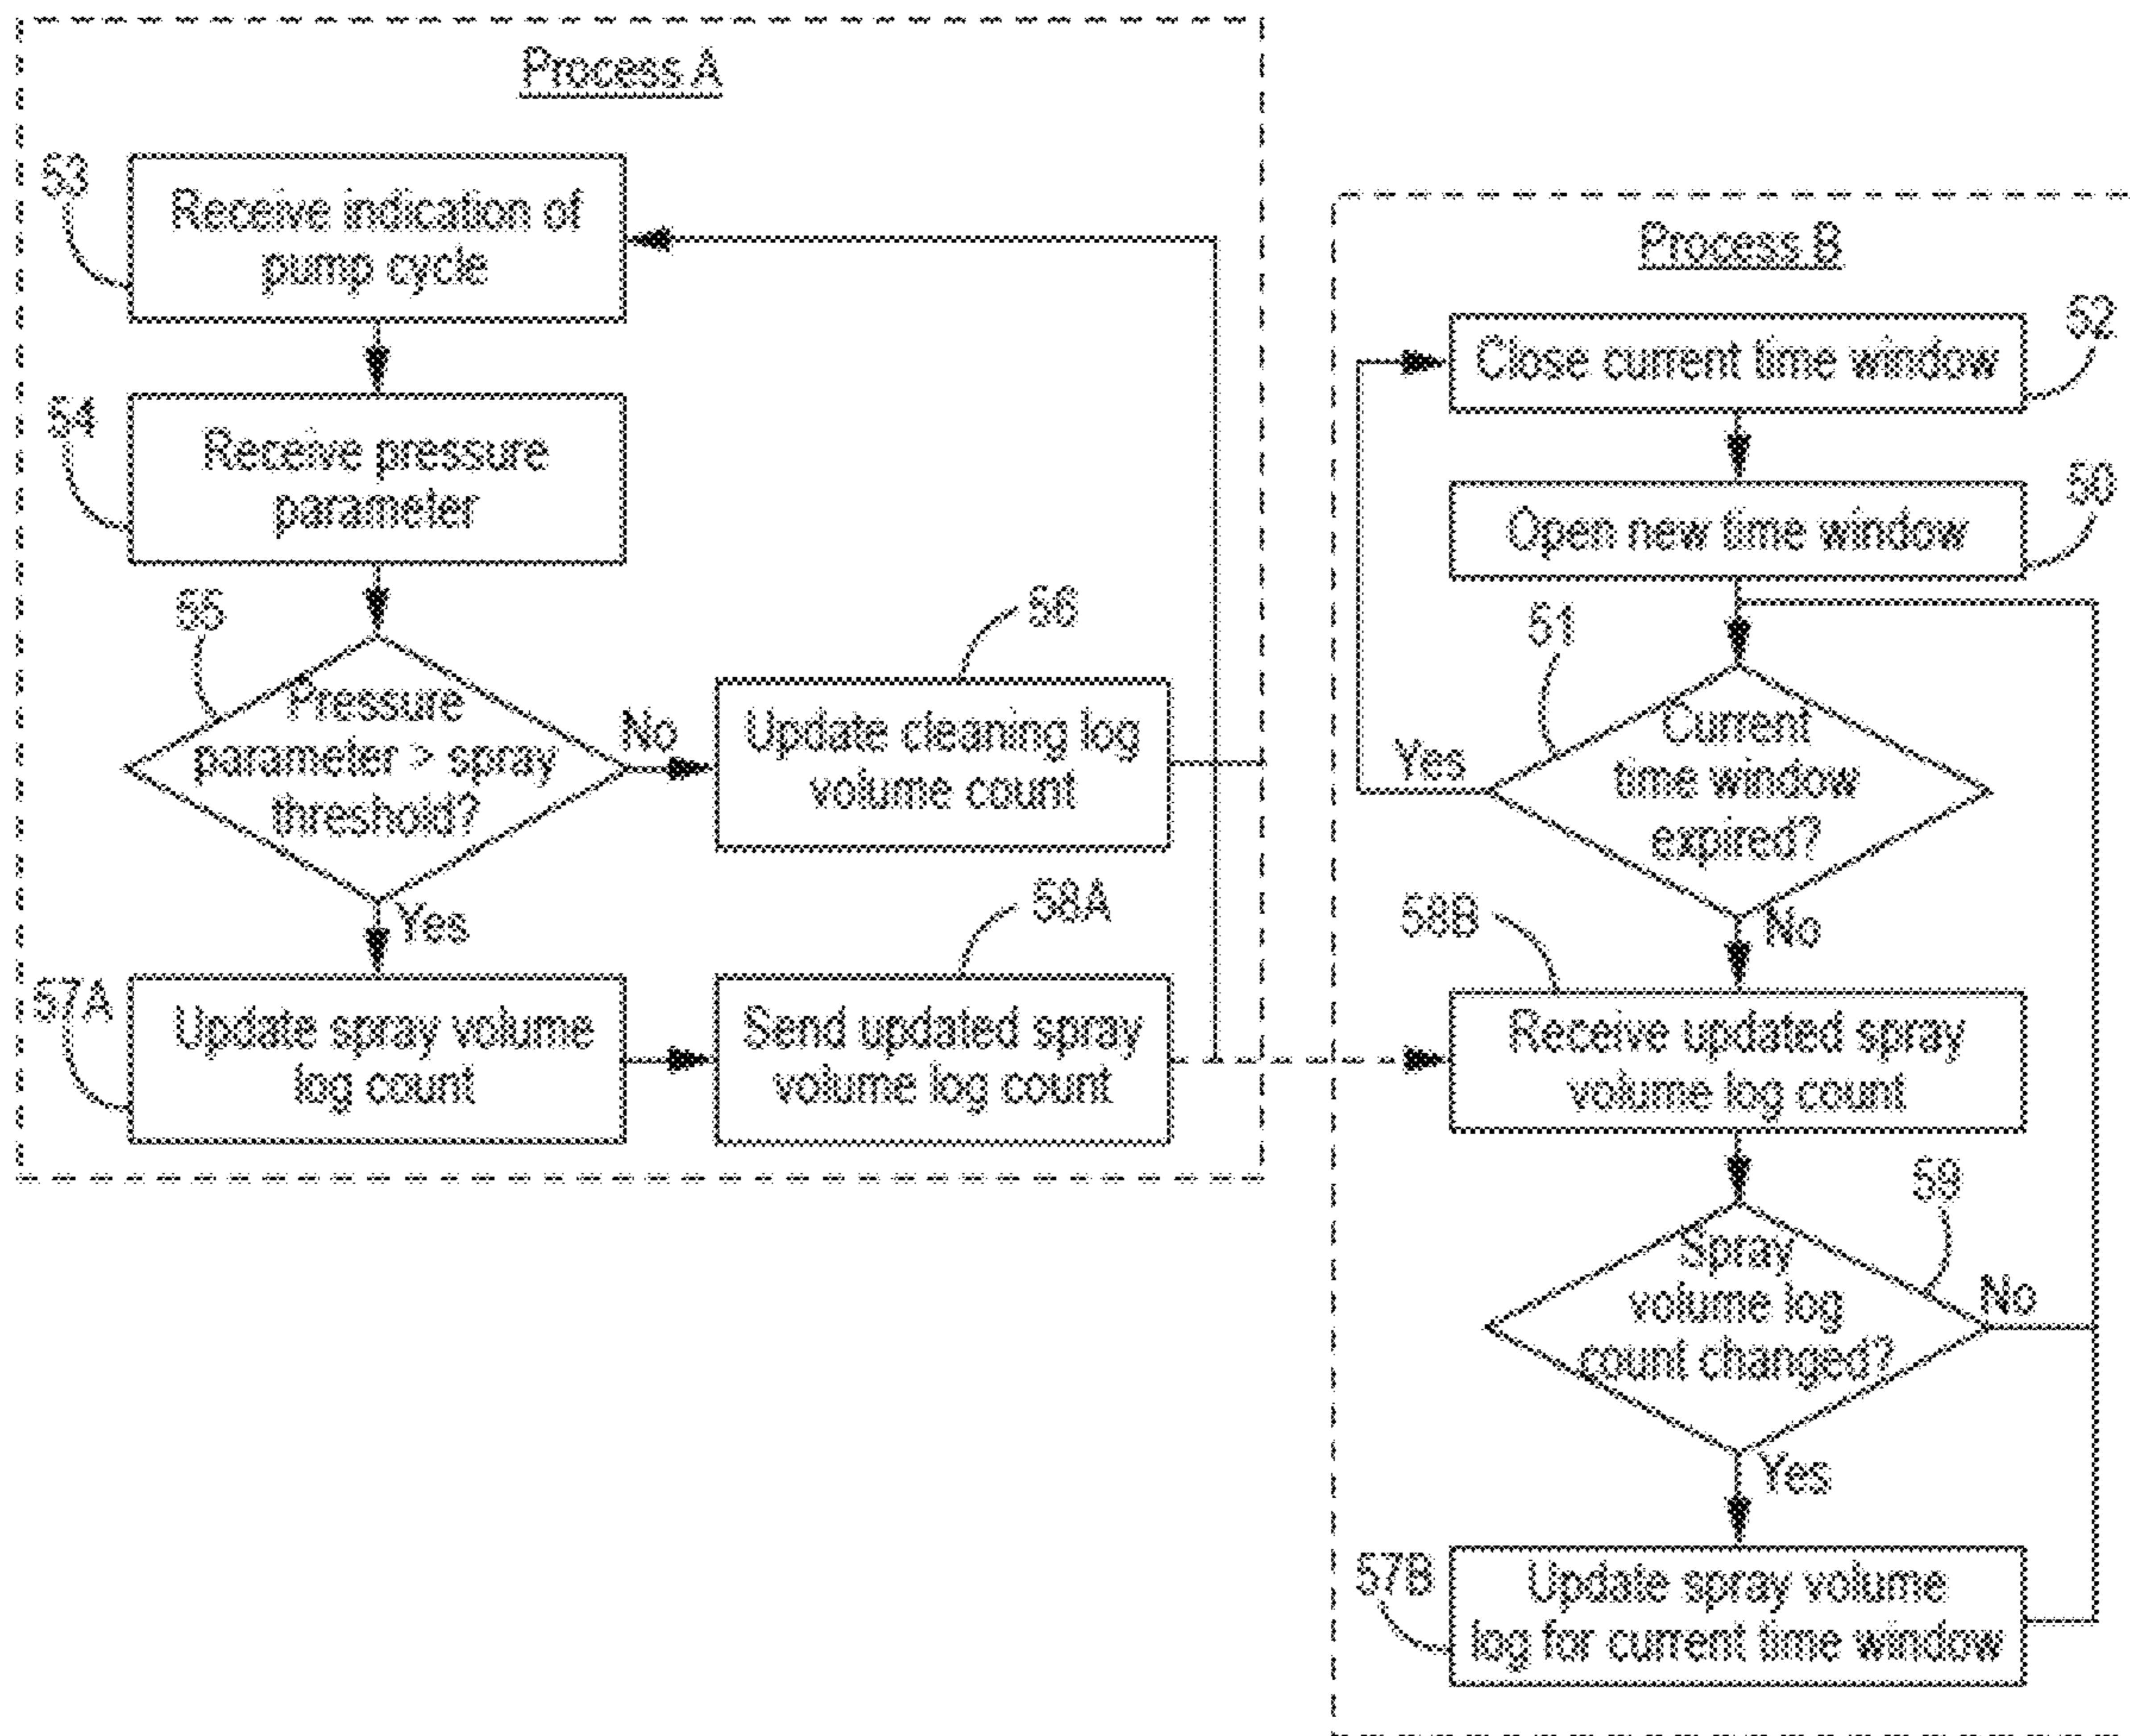 Process A
53
Receive indication of
pump cycle
54
Receive pressure
parameter
55
Pressure
parameter > spray
threshold?
No
56
Update cleaning log
volume count
Yes
57A
Update spray volume
log count
58A
Send updated spray
volume log count
Process B
52
Close current time window
50
Open new time window
51
Current
time window
expired?
Yes
No
58B
Receive updated spray
volume log count
59
Spray
volume log
count changed?
No
Yes
57B
Update spray volume
log for current time window